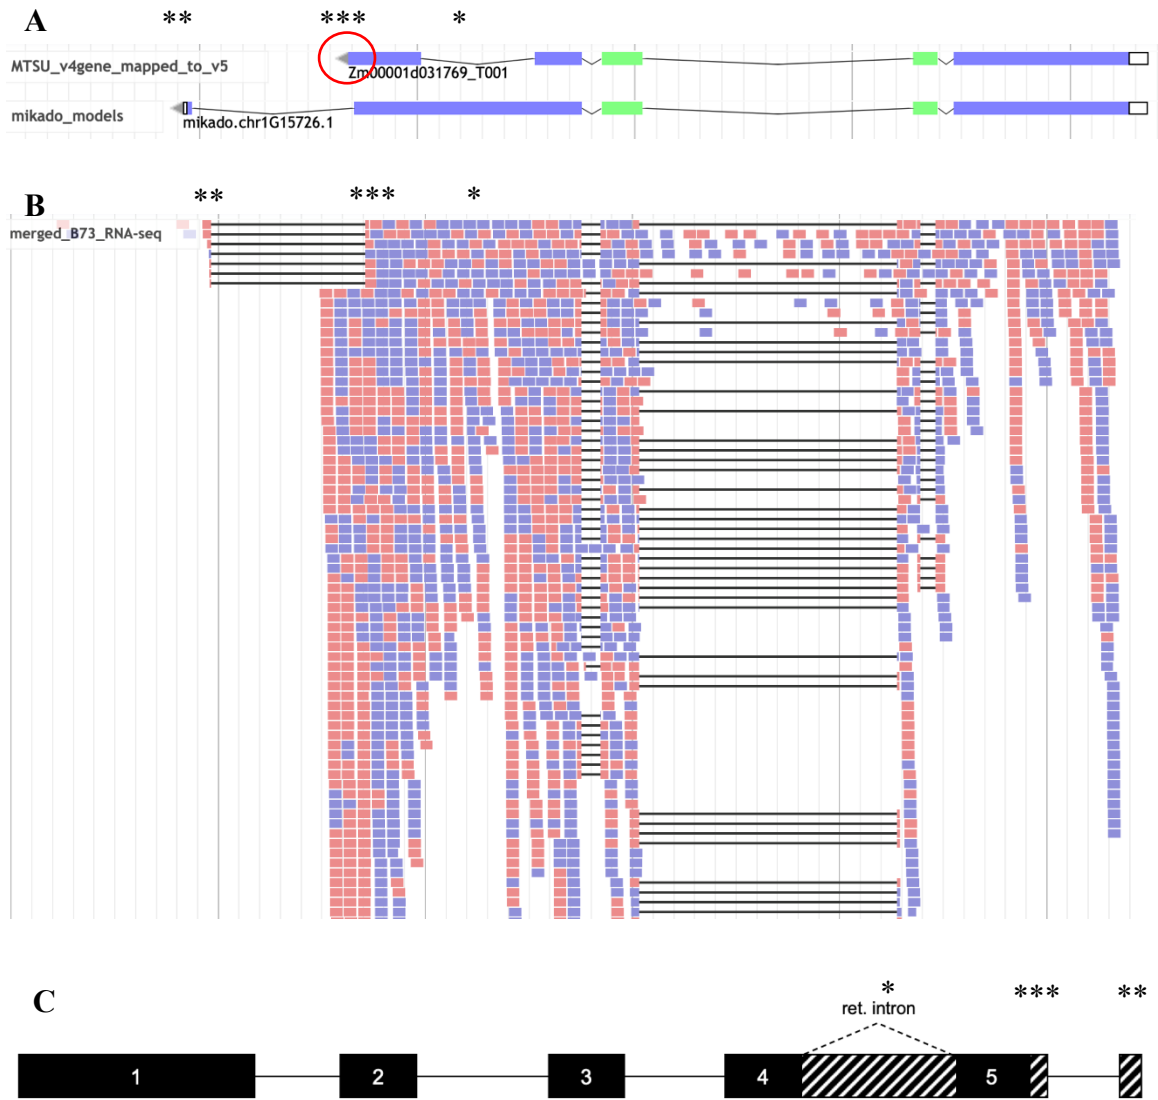 A
** *** *
MTSU_v4gene_mapped_to_v5
Zm00001d031769_T001
mikado_models
mikado.chr1G15726.1
** *** *
B
merged_B73_RNA-seq
C
* *** **
ret. intron
1 2 3 4 5